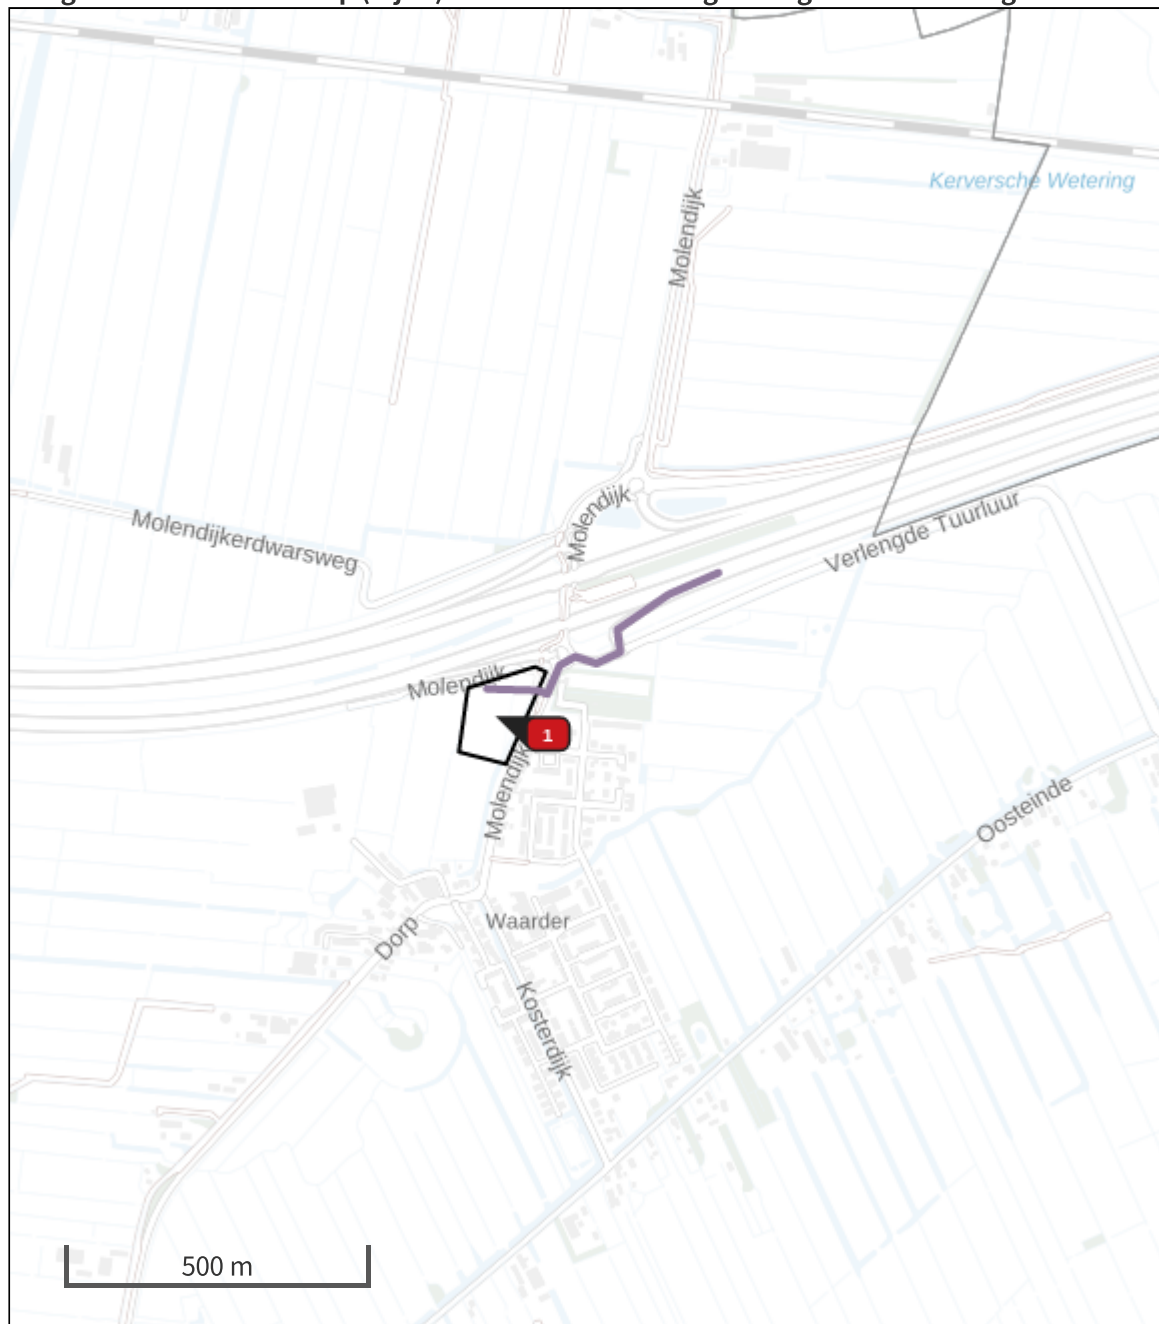 Kerversche Wetering
Molendijk
Molendijk
Molendijkerdwarsweg
Verlengde Tuurluur
Molendijk
1
Molendijk
Oosteinde
Waarder
Dorp
Kosterdijk
500 m